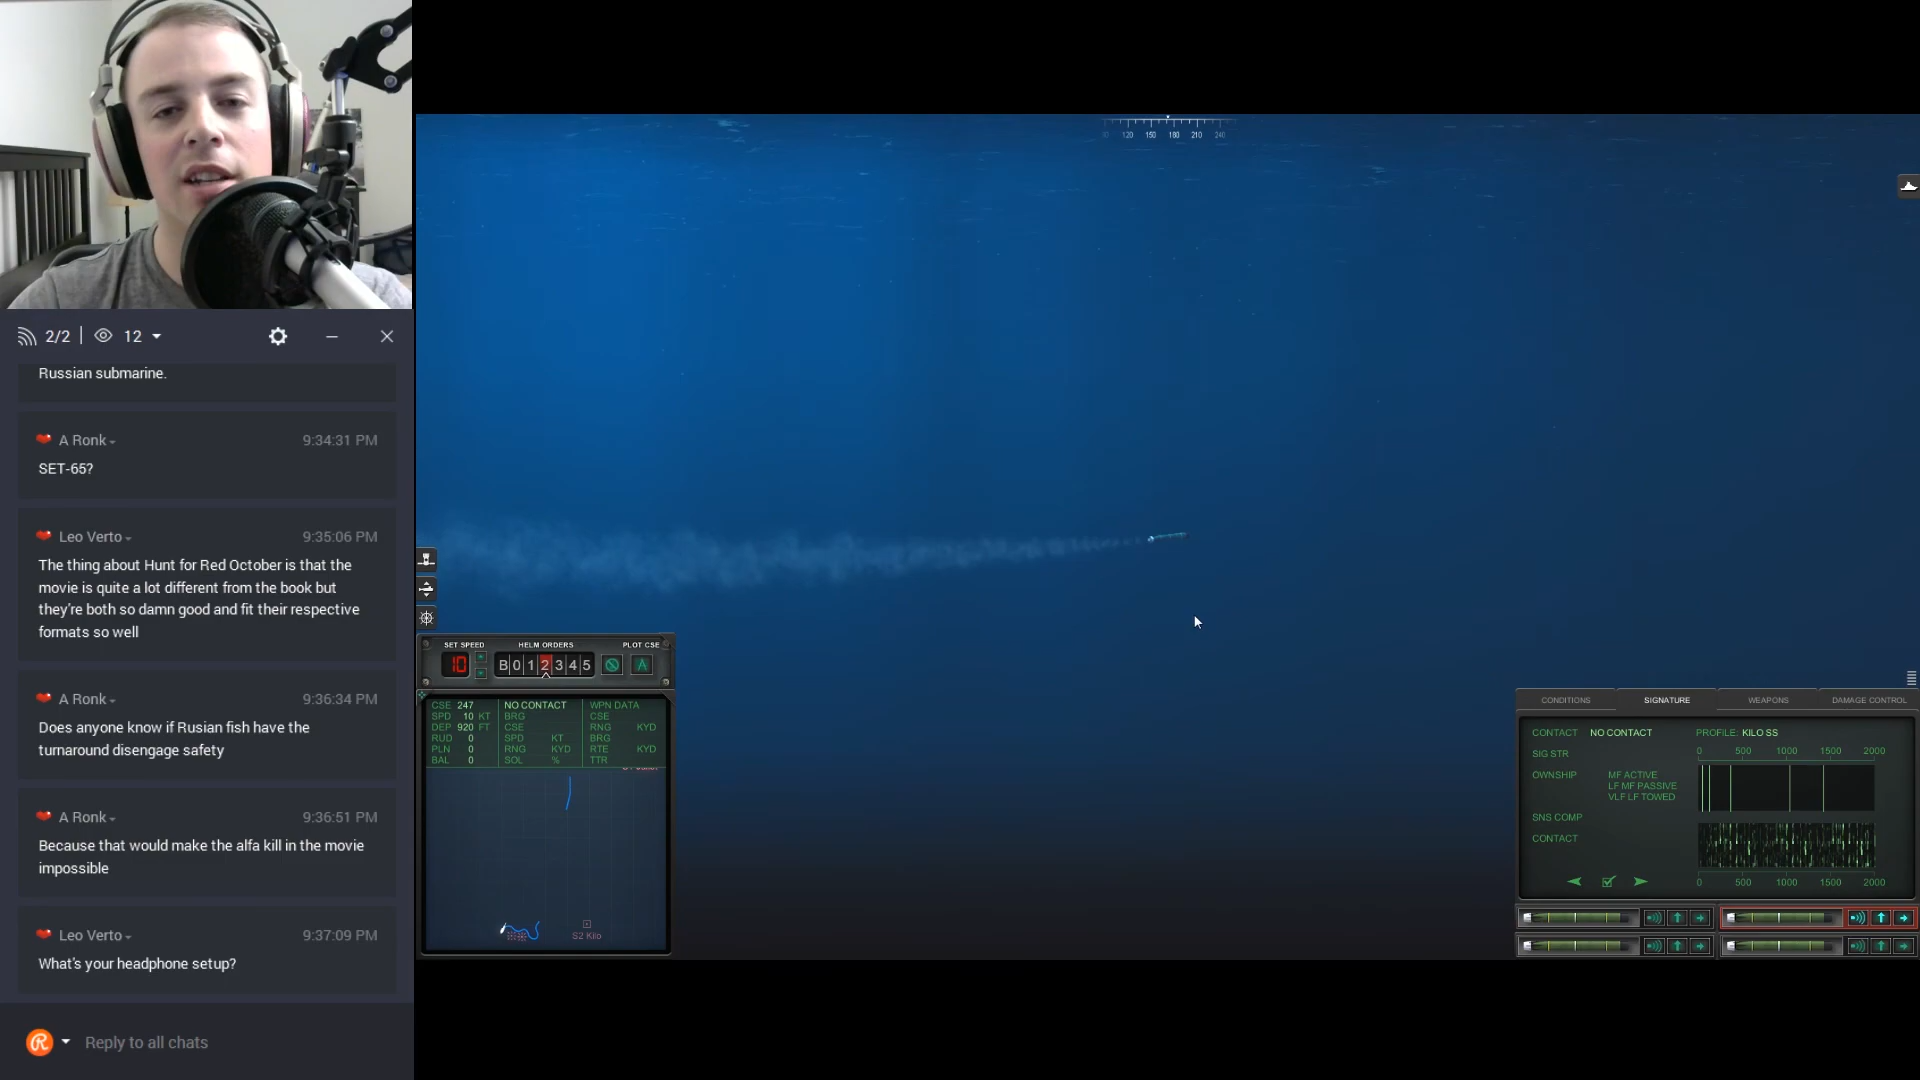 2/2
12
Russian submarine.
A Ronk
9:34:31 PM
SET-65?
Leo Verto
9:35:06 PM
The thing about Hunt for Red October is that the
movie is quite a lot different from the book but
they're both so damn good and fit their respective
formats so well
A Ronk
9:36:34 PM
Does anyone know if Rusian fish have the
turnaround disengage safety
A Ronk
9:36:51 PM
Because that would make the alfa kill in the movie
impossible
Leo Verto
9:37:09 PM
What's your headphone setup?
Reply to all chats
120 150 180 210 240
SET SPEED HELM ORDERS PLOT CSE
10 B 0 1 2 3 4 5 A
CSE 247 NO CONTACT WPN DATA
SPD 10 KT BRG CSE
DEP 920 FT CSE RNG KYD
RUD 0 SPD KT BRG
PLN 0 RNG KYD RTE KYD
BAL 0 SOL % TTR
S2 Kilo
CONDITIONS SIGNATURE WEAPONS DAMAGE CONTROL
CONTACT NO CONTACT PROFILE: KILO SS
SIG STR 0 500 1000 1500 2000
OWNSHIP MF ACTIVE
LF MF PASSIVE
VLF LF TOWED
SNS COMP
CONTACT
0 500 1000 1500 2000